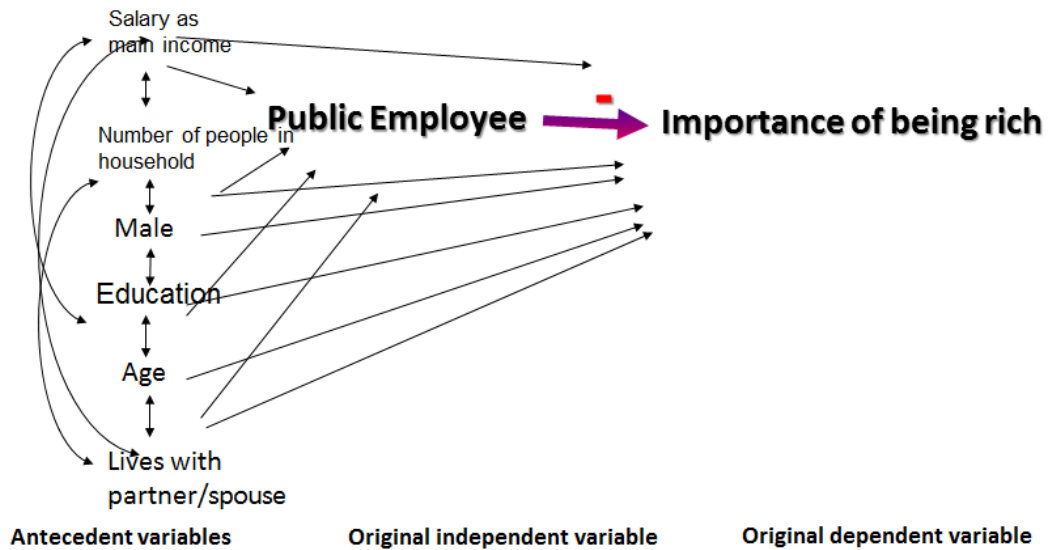 Salary as
main income
Public Employee
-
Importance of being rich
Number of people in
household
Male
Education
Age
Lives with
partner/spouse
Antecedent variables
Original independent variable
Original dependent variable